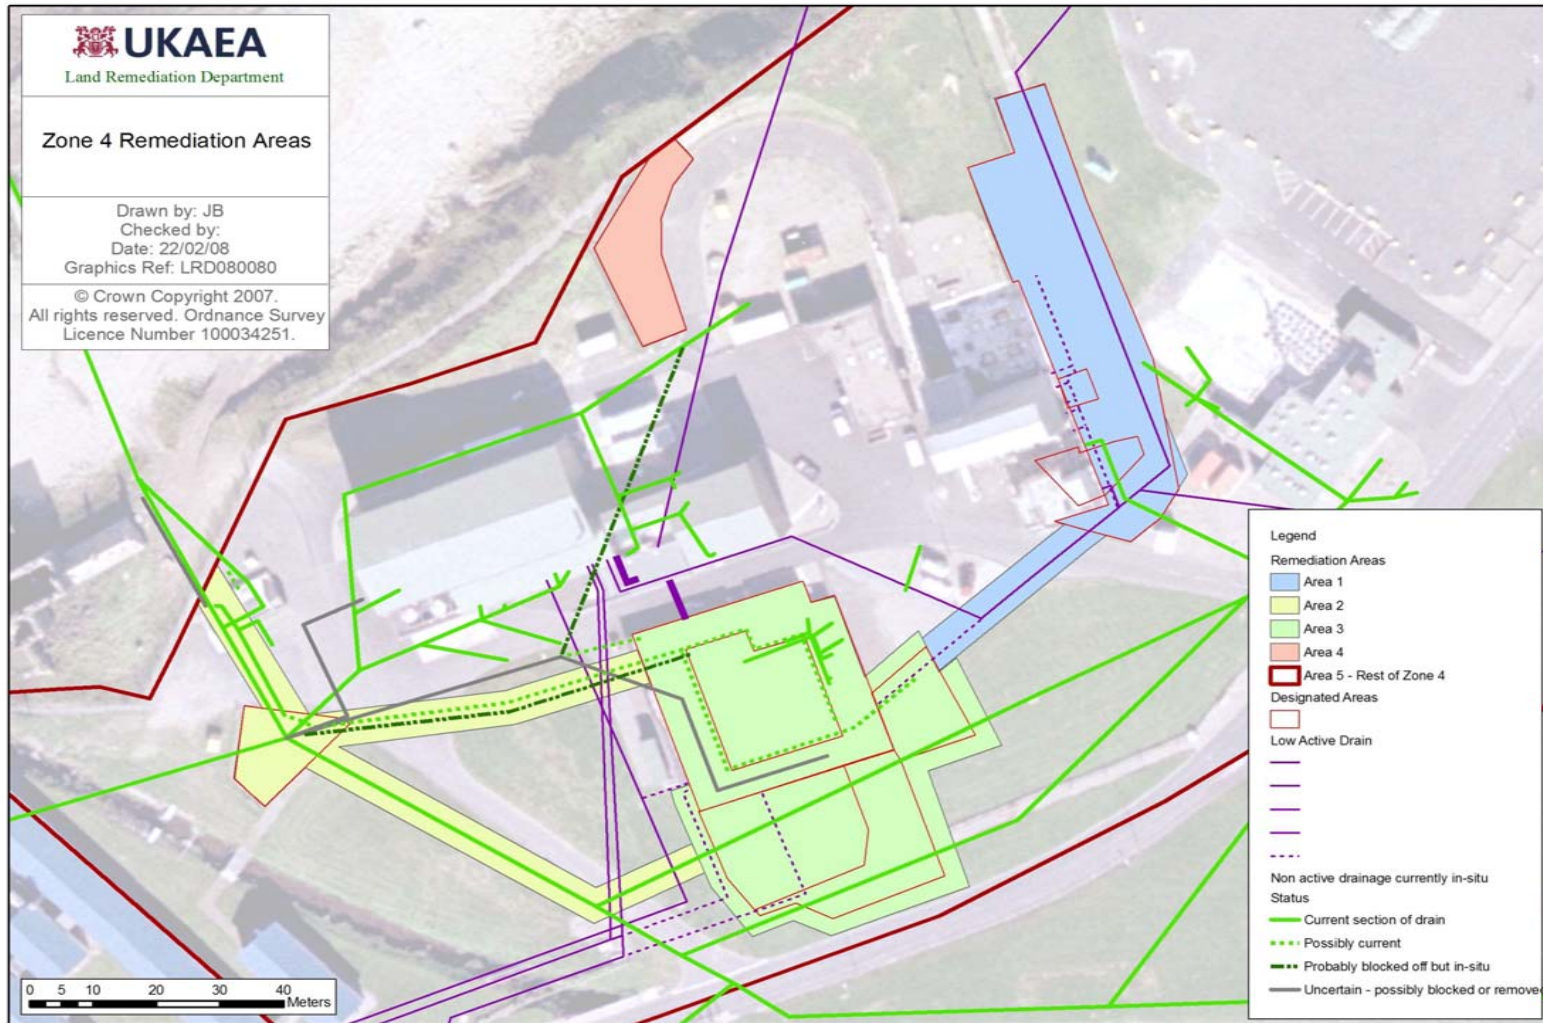 UKAEA
Land Remediation Department
Zone 4 Remediation Areas
Drawn by: JB
Checked by:
Date: 22/02/08
Graphics Ref: LRD080080
© Crown Copyright 2007.
All rights reserved. Ordnance Survey
Licence Number 100034251.
Legend
Remediation Areas
Area 1
Area 2
Area 3
Area 4
Area 5 - Rest of Zone 4
Designated Areas
Low Active Drain
Non active drainage currently in-situ
Status
Current section of drain
Possibly current
Probably blocked off but in-situ
Uncertain - possibly blocked or removed
0 5 10 20 30 40
Meters